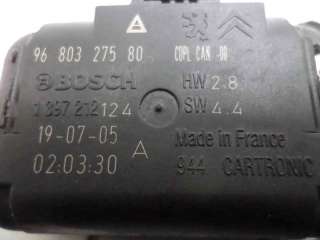 96 803 275 80 COPL CAN -00
BOSCH HW 2.8
1 397 212 124 SW 4.4
19-07-05 A Made in France
02:03:30 944 CARTRONIC